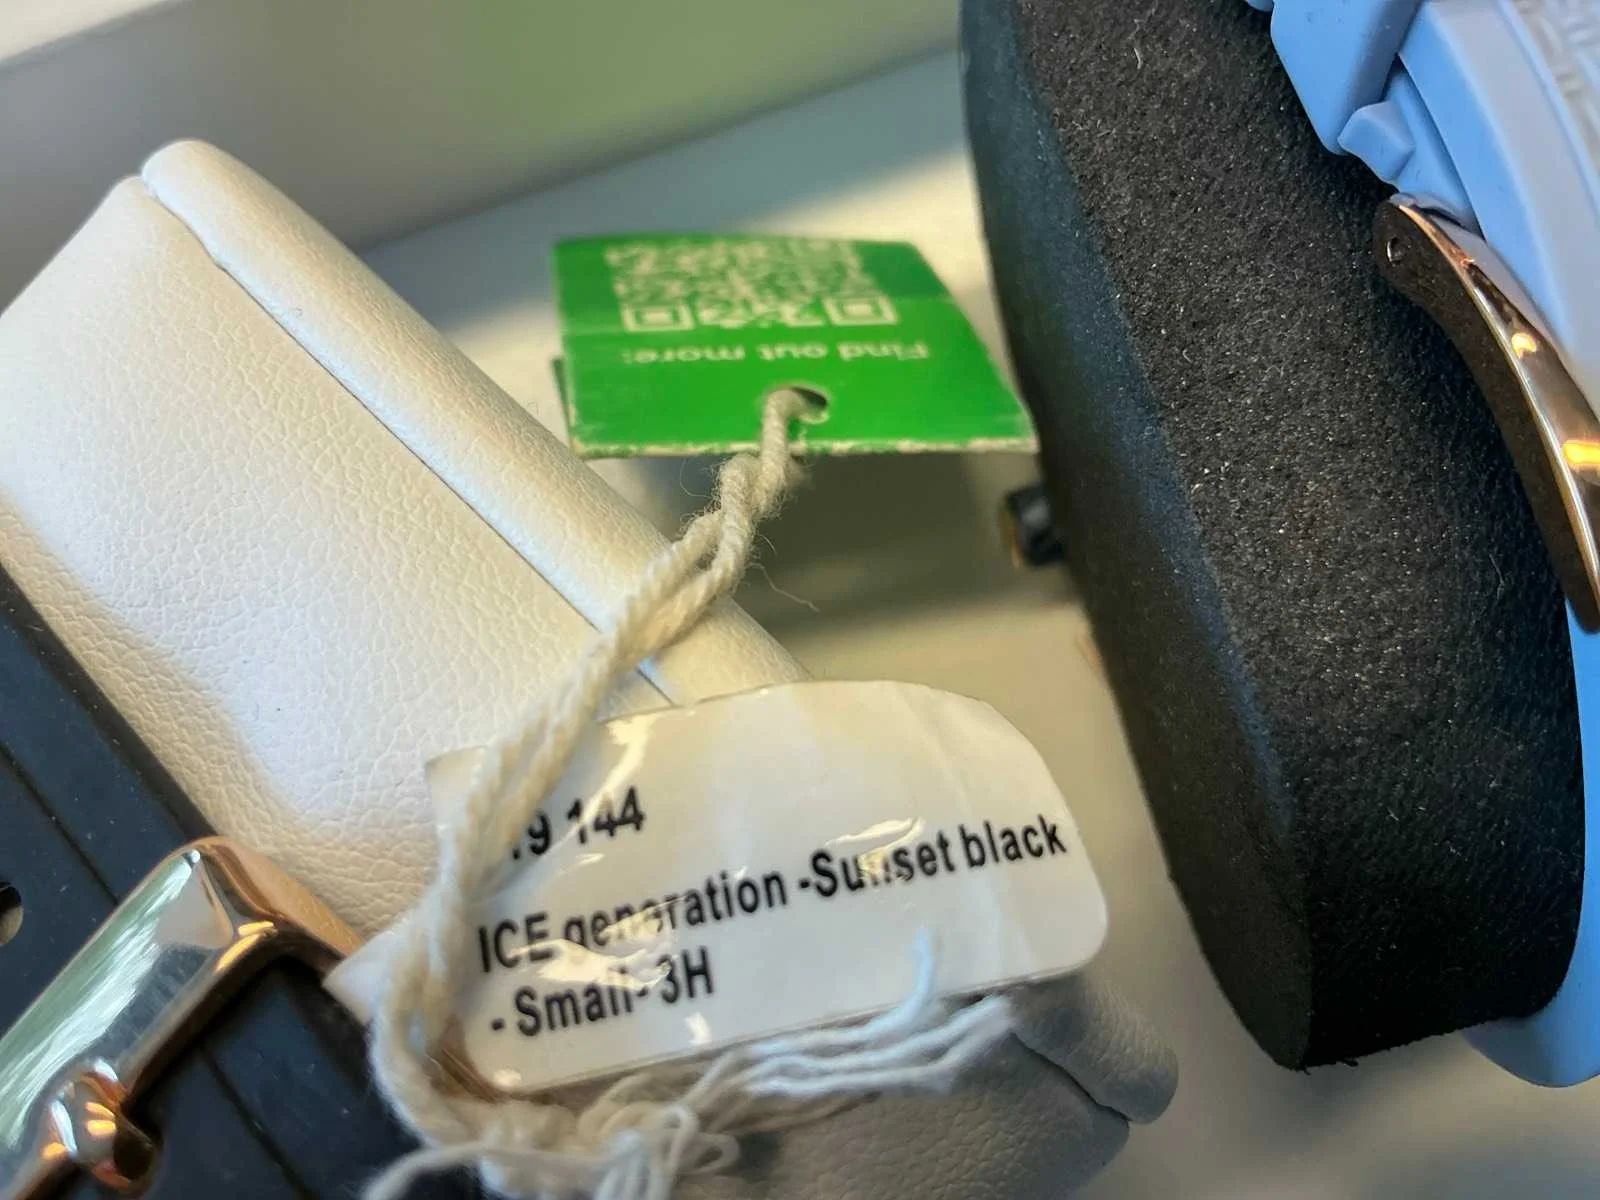 Find out more:
19 144
ICE generation -Sunset black
- Small- 3H